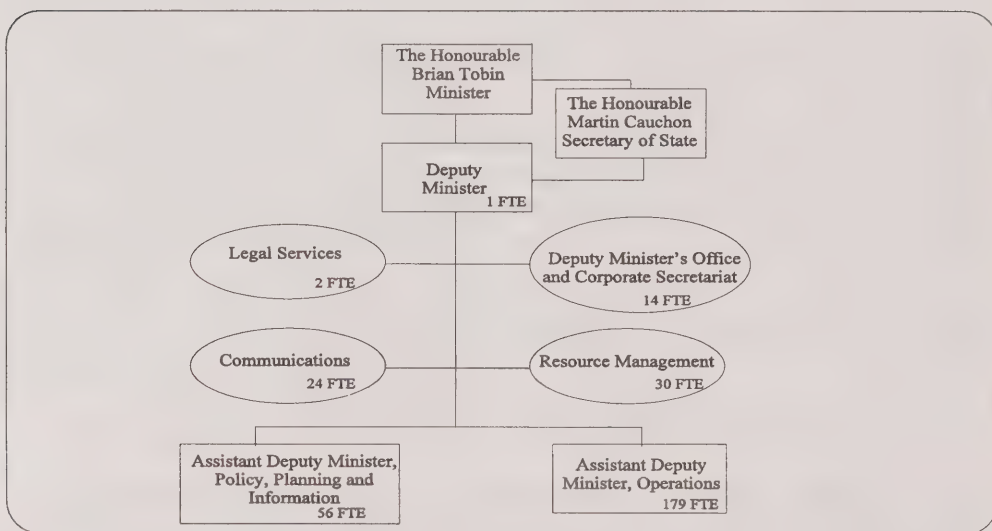 The Honourable
Brian Tobin
Minister
The Honourable
Martin Cauchon
Secretary of State
Deputy
Minister
1 FTE
Legal Services
2 FTE
Deputy Minister's Office
and Corporate Secretariat
14 FTE
Communications
24 FTE
Resource Management
30 FTE
Assistant Deputy Minister,
Policy, Planning and
Information
56 FTE
Assistant Deputy
Minister, Operations
179 FTE